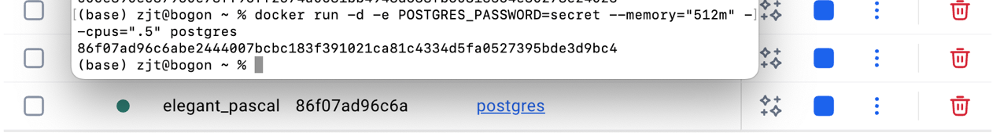 [(base) zjt@bogon ~ % docker run -d -e POSTGRES_PASSWORD=secret --memory="512m" -]
-cpus=".5" postgres
86f07ad96c6abe2444007bcbc183f391021ca81c4334d5fa0527395bde3d9bc4
(base) zjt@bogon ~ %
elegant_pascal 86f07ad96c6a postgres